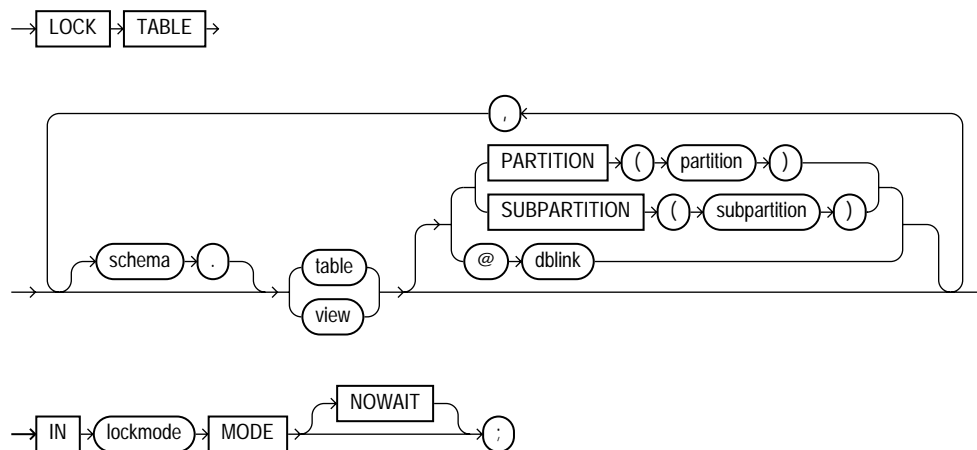 LOCK TABLE
,
PARTITION ( partition )
SUBPARTITION ( subpartition )
@ dblink
schema .
table
view
IN lockmode MODE NOWAIT ;